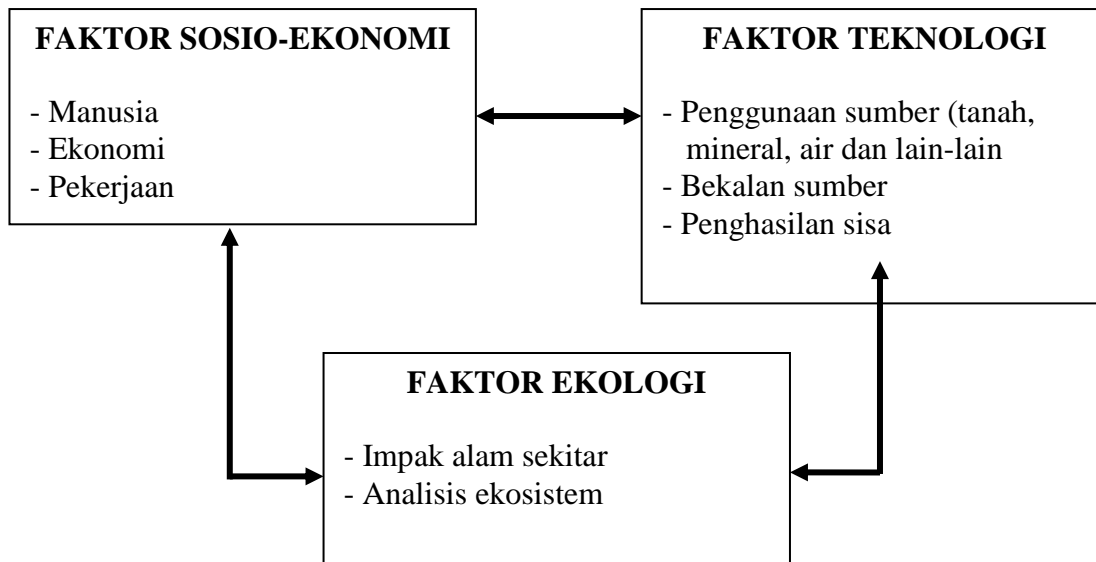 FAKTOR SOSIO-EKONOMI
- Manusia
- Ekonomi
- Pekerjaan
FAKTOR TEKNOLOGI
- Penggunaan sumber (tanah,
mineral, air dan lain-lain
- Bekalan sumber
- Penghasilan sisa
FAKTOR EKOLOGI
- Impak alam sekitar
- Analisis ekosistem